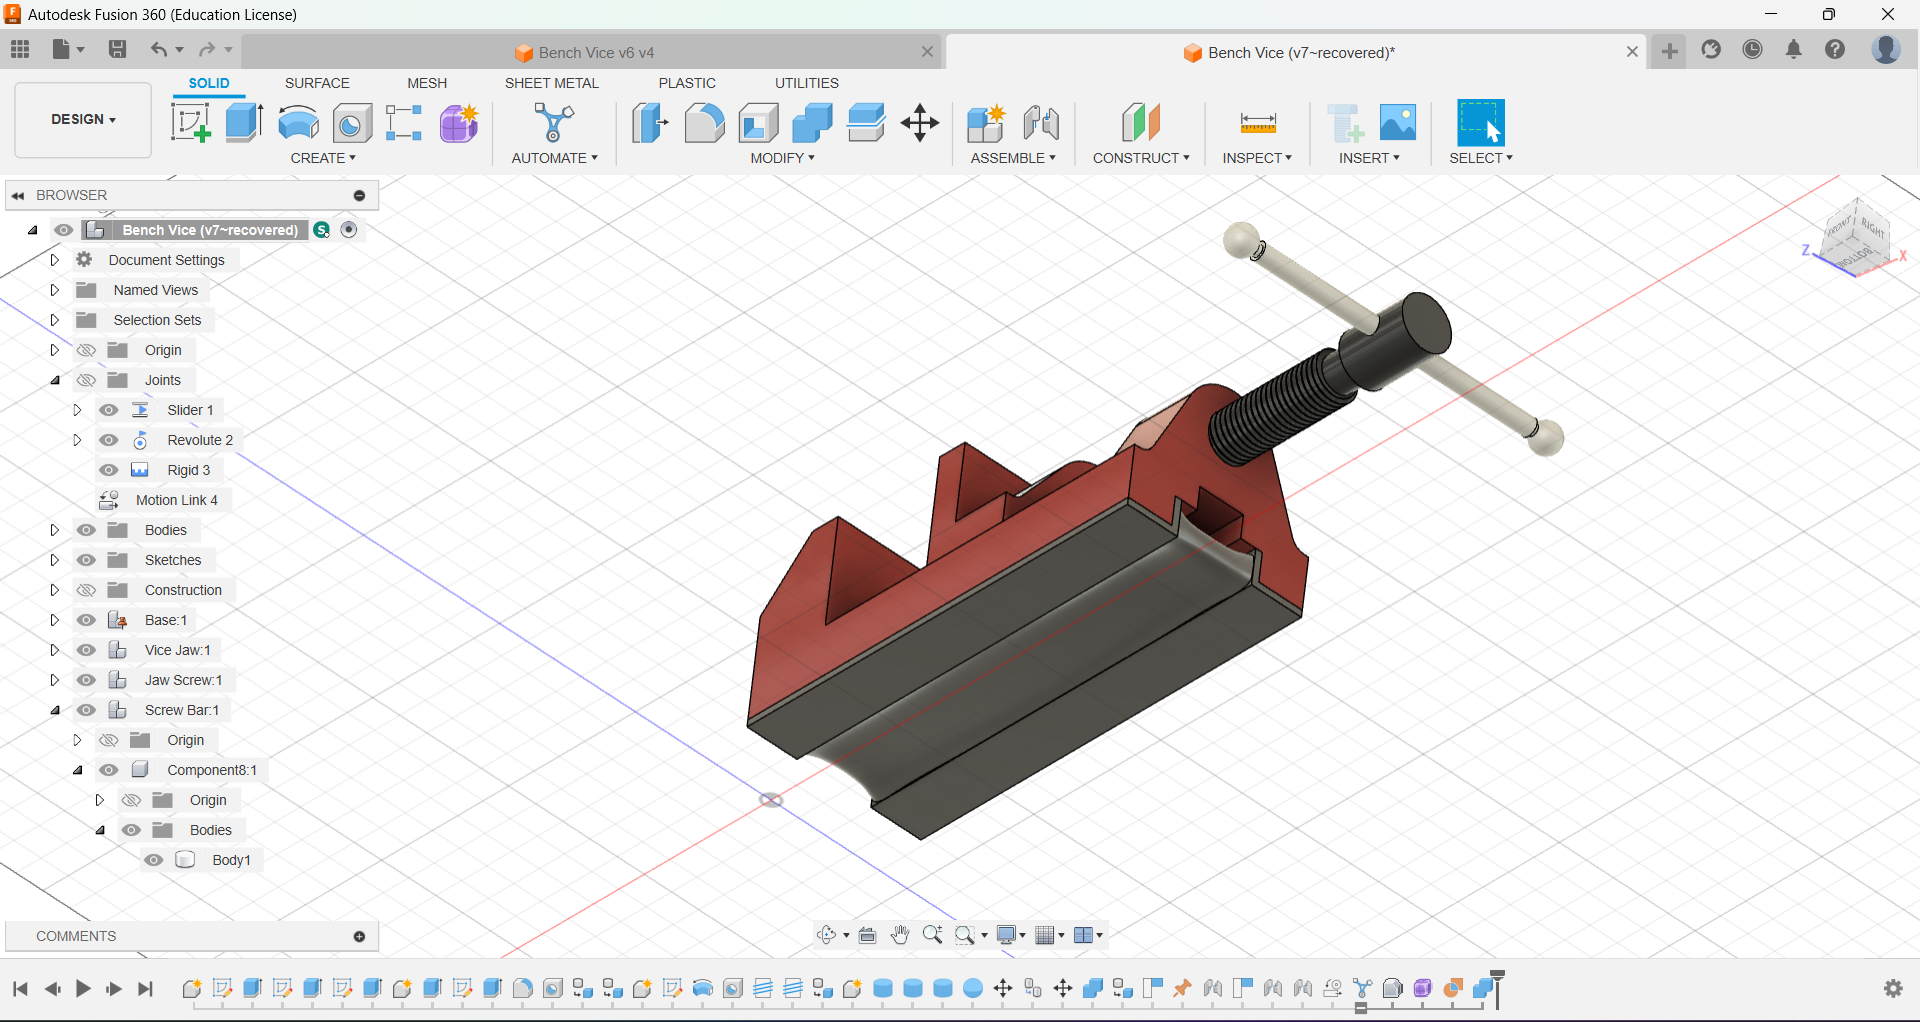 Autodesk Fusion 360 (Education License)
Bench Vice v6 v4
Bench Vice (v7~recovered)*
SOLID
SURFACE
MESH
SHEET METAL
PLASTIC
UTILITIES
DESIGN
CREATE
AUTOMATE
MODIFY
ASSEMBLE
CONSTRUCT
INSPECT
INSERT
SELECT
BROWSER
Bench Vice (v7~recovered)
S
Document Settings
Named Views
Selection Sets
Origin
Joints
Slider 1
Revolute 2
Rigid 3
Motion Link 4
Bodies
Sketches
Construction
Base:1
Vice Jaw:1
Jaw Screw:1
Screw Bar:1
Origin
Component8:1
Origin
Bodies
Body1
FRONT
RIGHT
BOTTOM
Z
X
COMMENTS